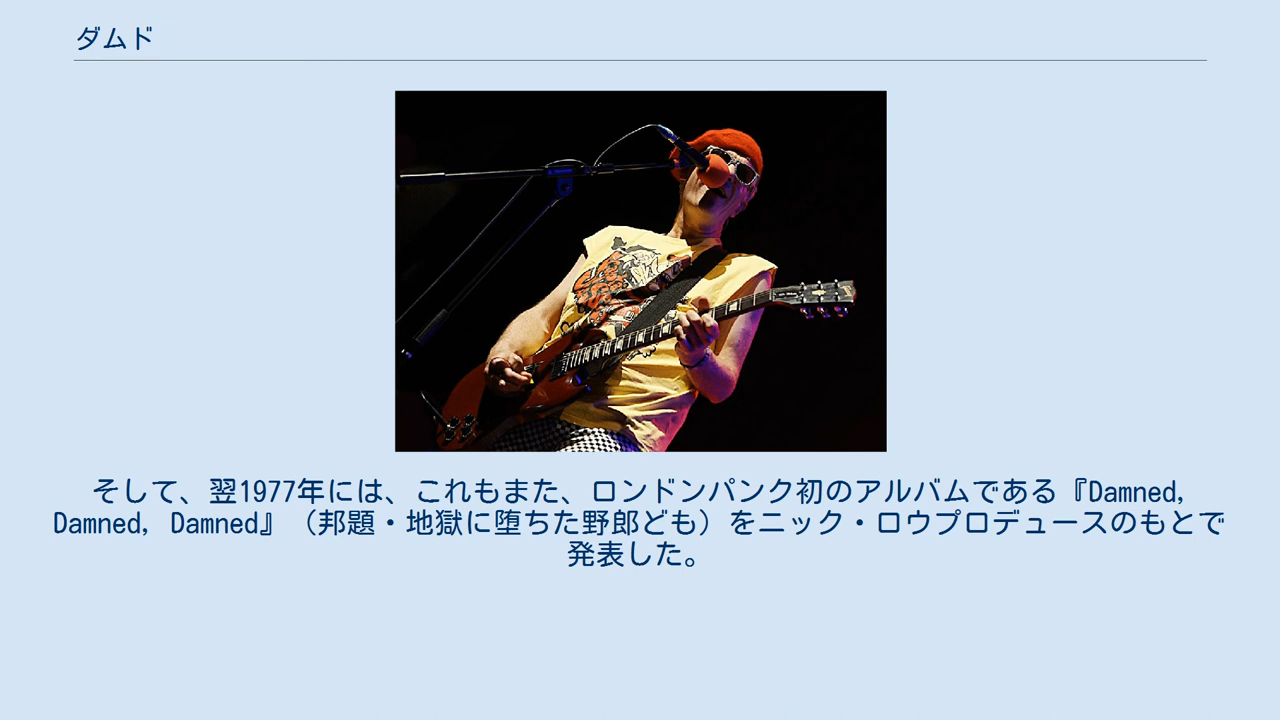 ダムド
そして、翌1977年には、これもまた、ロンドンパンク初のアルバムである『Damned,
Damned, Damned』（邦題・地獄に堕ちた野郎ども）をニック・ロウプロデュースのもとで
発表した。